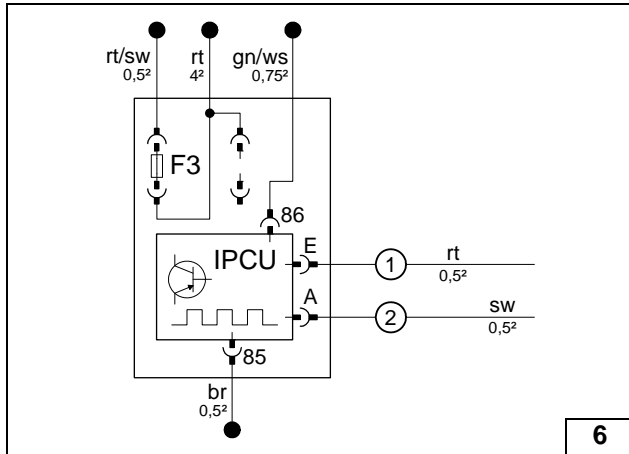 rt/sw
0,5²
rt
4²
gn/ws
0,75²
F3
86
IPCU
E
1
rt
0,5²
A
2
sw
0,5²
85
br
0,5²
6